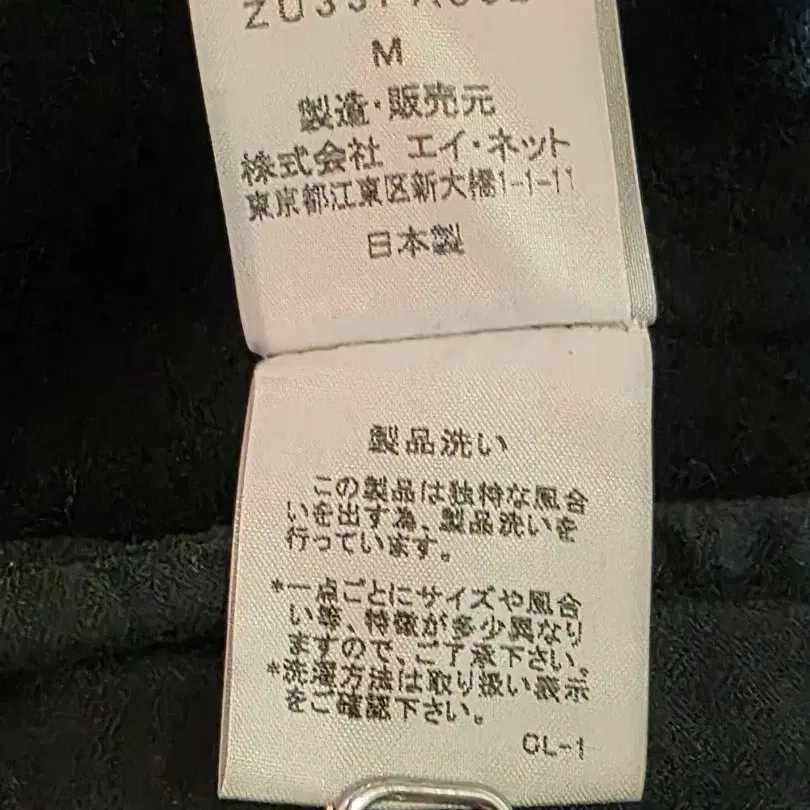 M
製造・販売元
株式会社 エイ・ネット
東京都江東区新大橋1-1-11
日本製
製品洗い
この製品は独特な風合
いを出す為、製品洗いを
行っています。
*一点ごとにサイズや風合
い等、特徴が多少異なり
ますので、ご了承下さい。
*洗濯方法は取り扱い表示
をご確認下さい。
CL-1